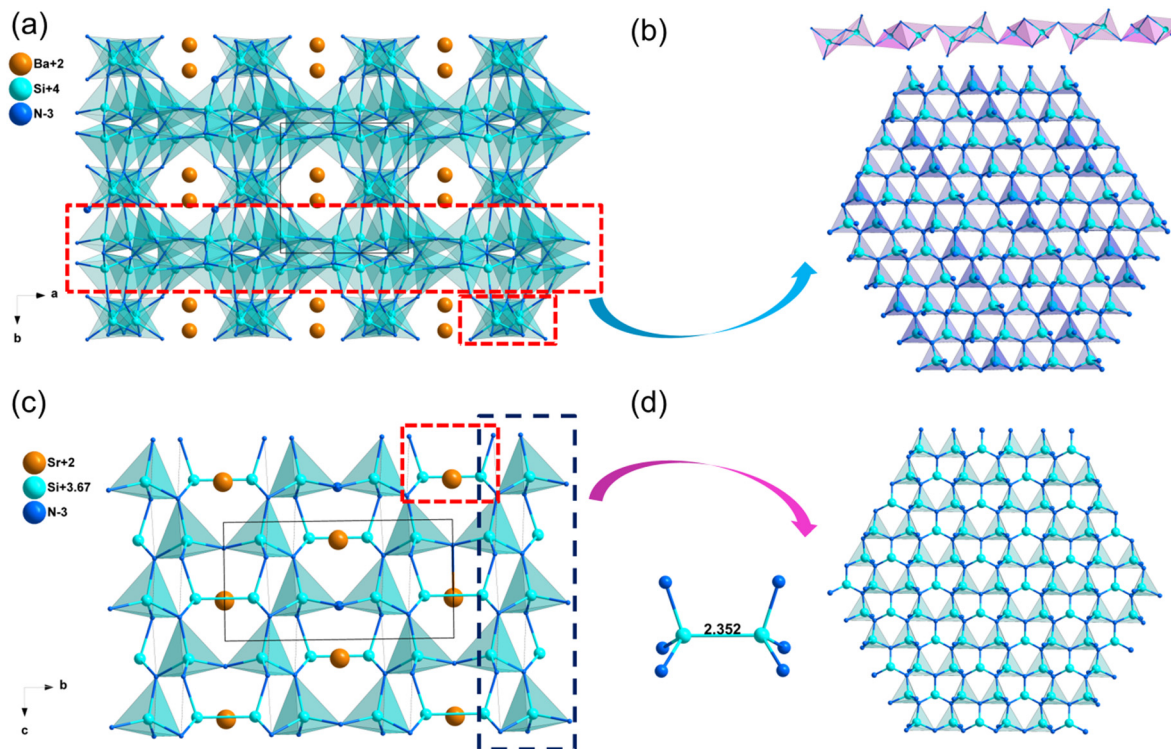 (a)
Ba+2
Si+4
N-3
a
b
(b)
(c)
Sr+2
Si+3.67
N-3
b
c
(d)
2.352